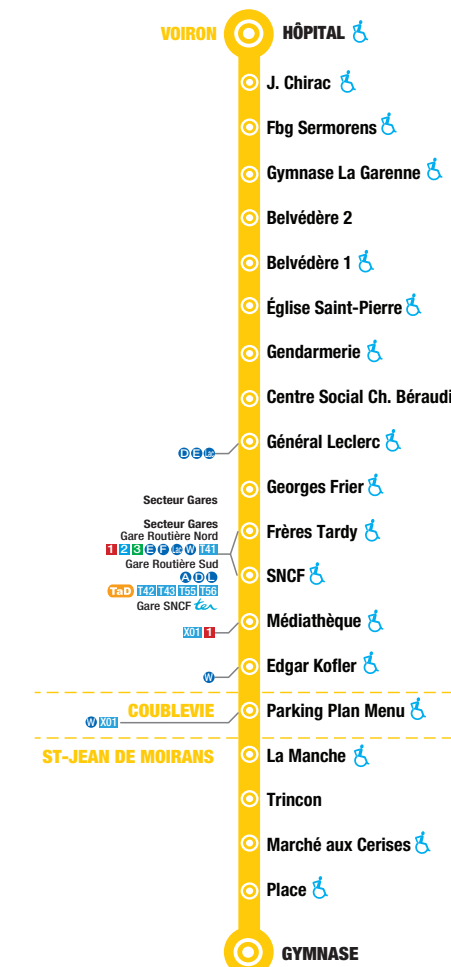 VOIRON HÔPITAL
J. Chirac
Fbg Sermorens
Gymnase La Garenne
Belvédère 2
Belvédère 1
Église Saint-Pierre
Gendarmerie
Centre Social Ch. Béraudi
D E Lac Général Leclerc
Georges Frier
Secteur Gares
Secteur Gares
Gare Routière Nord
1 2 3 E F Lac W T41
Frères Tardy
Gare Routière Sud
A D L
SNCF
TaD T42 T43 T55 T56
Gare SNCF ter
X01 1 Médiathèque
W Edgar Kofler
COUBLEVIE
W X01 Parking Plan Menu
ST-JEAN DE MOIRANS La Manche
Trincon
Marché aux Cerises
Place
GYMNASE